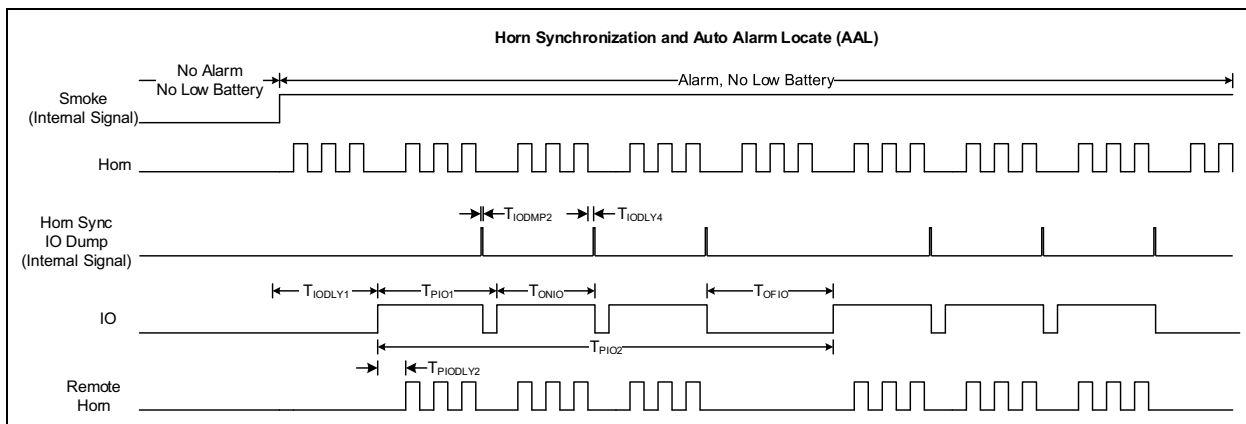 Horn Synchronization and Auto Alarm Locate (AAL)
No Alarm
No Low Battery
Alarm, No Low Battery
Smoke
(Internal Signal)
Horn
Horn Sync
IO Dump
(Internal Signal)
TIODMP2
TIODLY4
TIODLY1
TPIO1
TONIO
TOFIO
IO
TPIO2
TPIODLY2
Remote
Horn